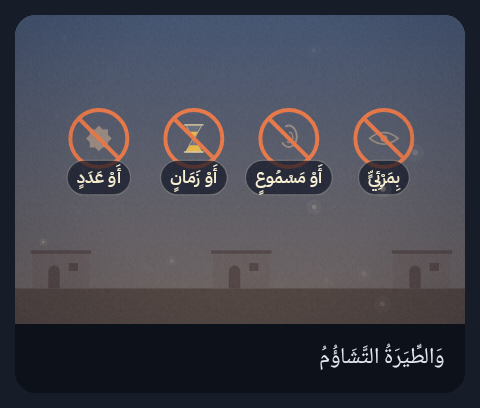 بِمَرْئِيٍّ
أَوْ مَسْمُوعٍ
أَوْ زَمَانٍ
أَوْ عَدَدٍ
وَالطِّيَرَةُ التَّشَاؤُمُ